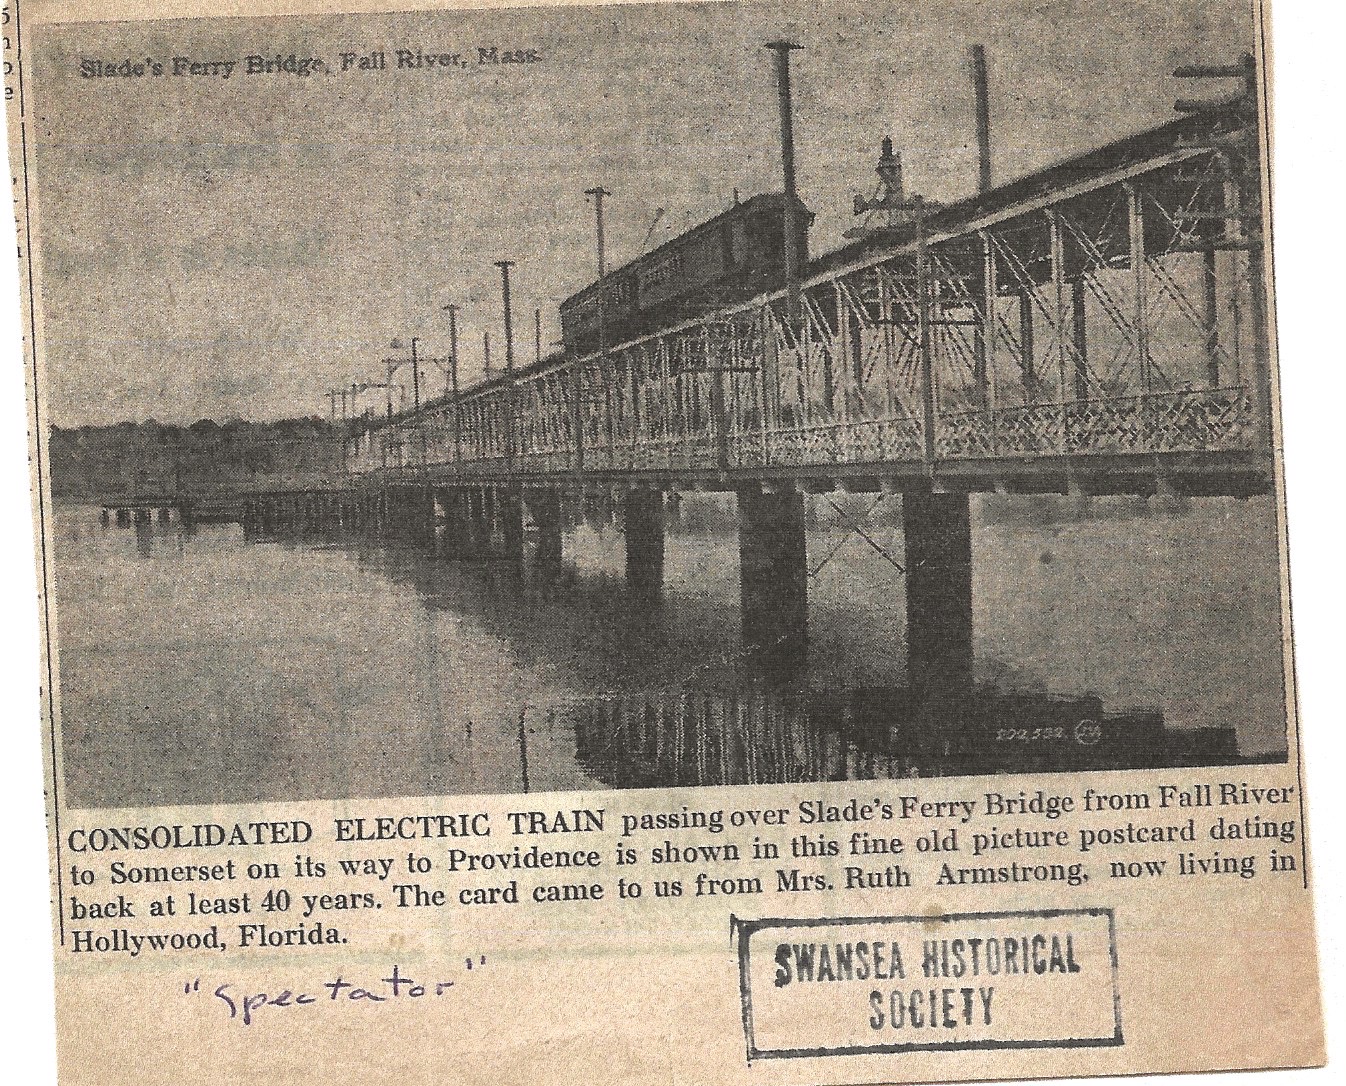 Slade's Ferry Bridge, Fall River, Mass.
202,532.
CONSOLIDATED ELECTRIC TRAIN passing over Slade's Ferry Bridge from Fall River
to Somerset on its way to Providence is shown in this fine old picture postcard dating
back at least 40 years. The card came to us from Mrs. Ruth Armstrong, now living in
Hollywood, Florida.
"Spectator"
SWANSEA HISTORICAL
SOCIETY